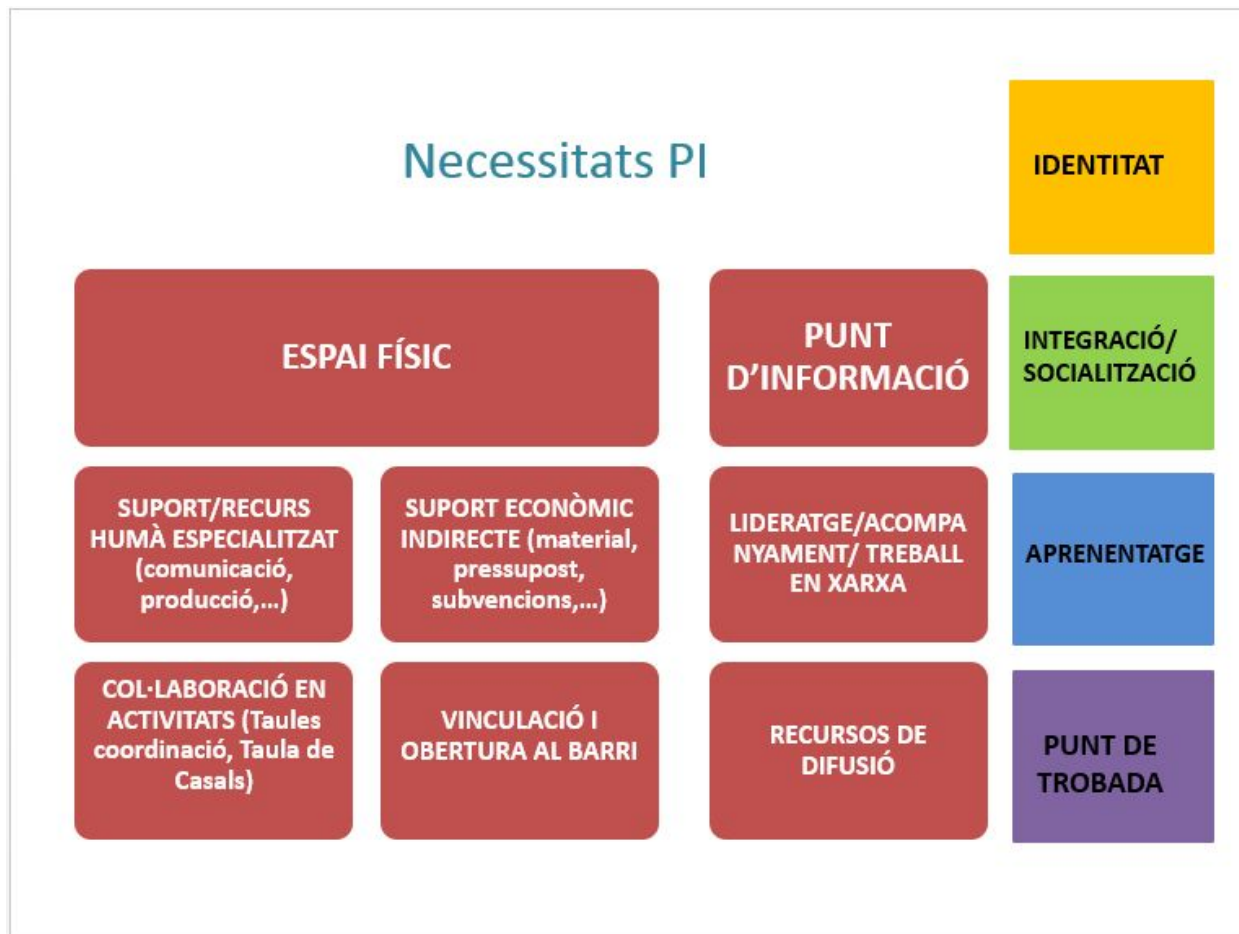 Necessitats PI
IDENTITAT
ESPAI FÍSIC
PUNT
D’INFORMACIÓ
INTEGRACIÓ/
SOCIALITZACIÓ
SUPORT/RECURS
HUMÀ ESPECIALITZAT
(comunicació,
producció,...)
SUPORT ECONÒMIC
INDIRECTE (material,
pressupost,
subvencions,...)
LIDERATGE/ACOMPA
NYAMENT/ TREBALL
EN XARXA
APRENENTATGE
COL·LABORACIÓ EN
ACTIVITATS (Taules
coordinació, Taula de
Casals)
VINCULACIÓ I
OBERTURA AL BARRI
RECURSOS DE
DIFUSIÓ
PUNT DE
TROBADA